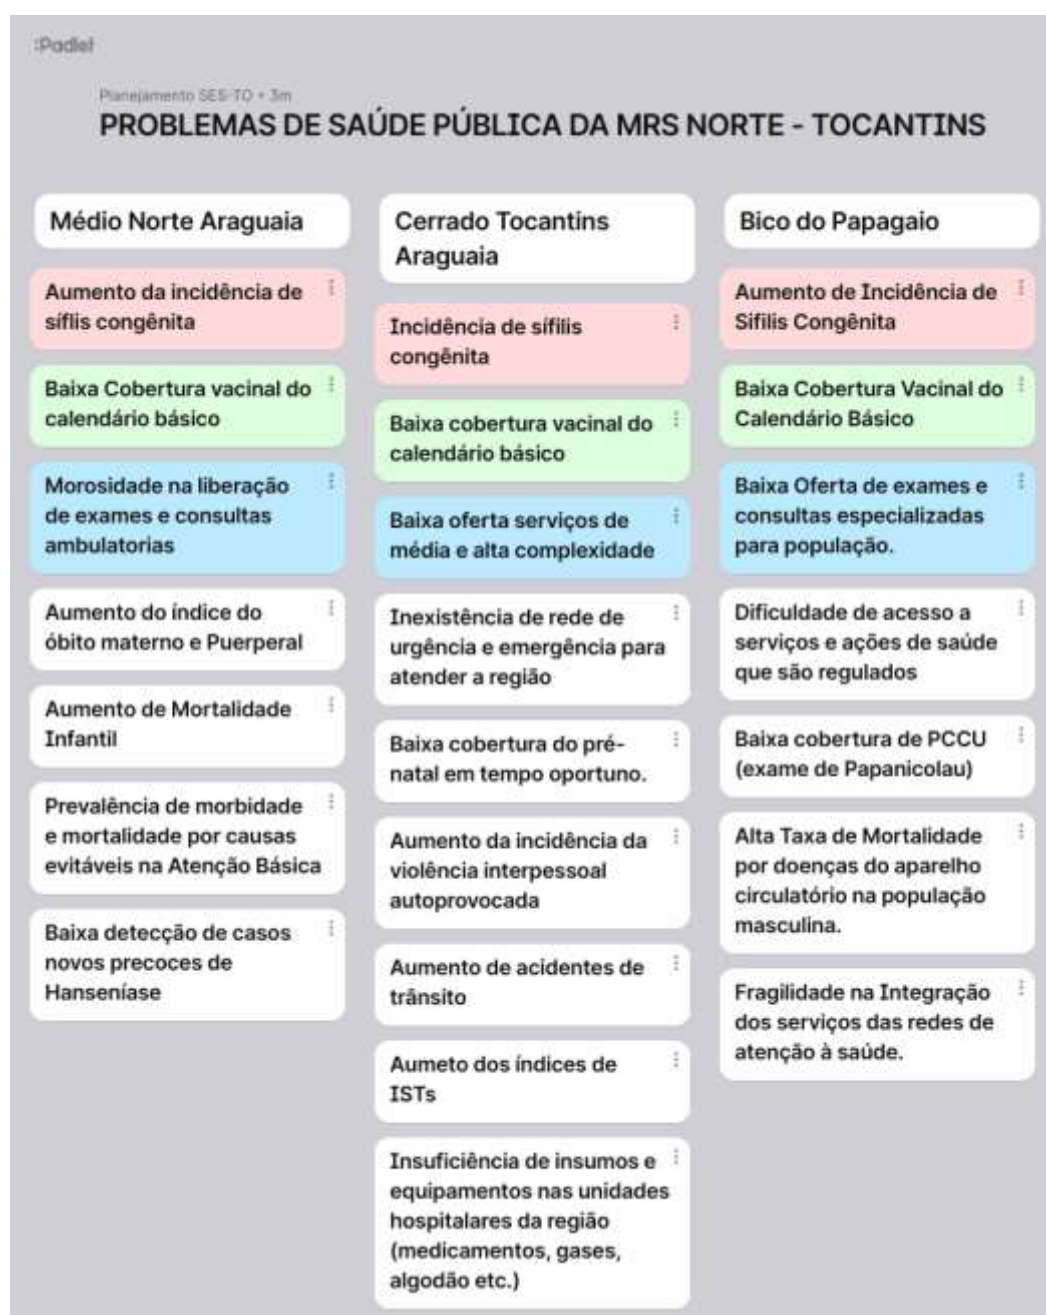 :Padlet
Planejamento SES-TO • 3m
PROBLEMAS DE SAÚDE PÚBLICA DA MRS NORTE - TOCANTINS
Médio Norte Araguaia
Aumento da incidência de
síflis congênita
Baixa Cobertura vacinal do
calendário básico
Morosidade na liberação
de exames e consultas
ambulatorias
Aumento do índice do
óbito materno e Puerperal
Aumento de Mortalidade
Infantil
Prevalência de morbidade
e mortalidade por causas
evitáveis na Atenção Básica
Baixa detecção de casos
novos precoces de
Hanseníase
Cerrado Tocantins
Araguaia
Incidência de sífilis
congênita
Baixa cobertura vacinal do
calendário básico
Baixa oferta serviços de
média e alta complexidade
Inexistência de rede de
urgência e emergência para
atender a região
Baixa cobertura do pré-
natal em tempo oportuno.
Aumento da incidência da
violência interpessoal
autoprovocada
Aumento de acidentes de
trânsito
Aumeto dos índices de
ISTs
Insuficiência de insumos e
equipamentos nas unidades
hospitalares da região
(medicamentos, gases,
algodão etc.)
Bico do Papagaio
Aumento de Incidência de
Sifilis Congênita
Baixa Cobertura Vacinal do
Calendário Básico
Baixa Oferta de exames e
consultas especializadas
para população.
Dificuldade de acesso a
serviços e ações de saúde
que são regulados
Baixa cobertura de PCCU
(exame de Papanicolau)
Alta Taxa de Mortalidade
por doenças do aparelho
circulatório na população
masculina.
Fragilidade na Integração
dos serviços das redes de
atenção à saúde.